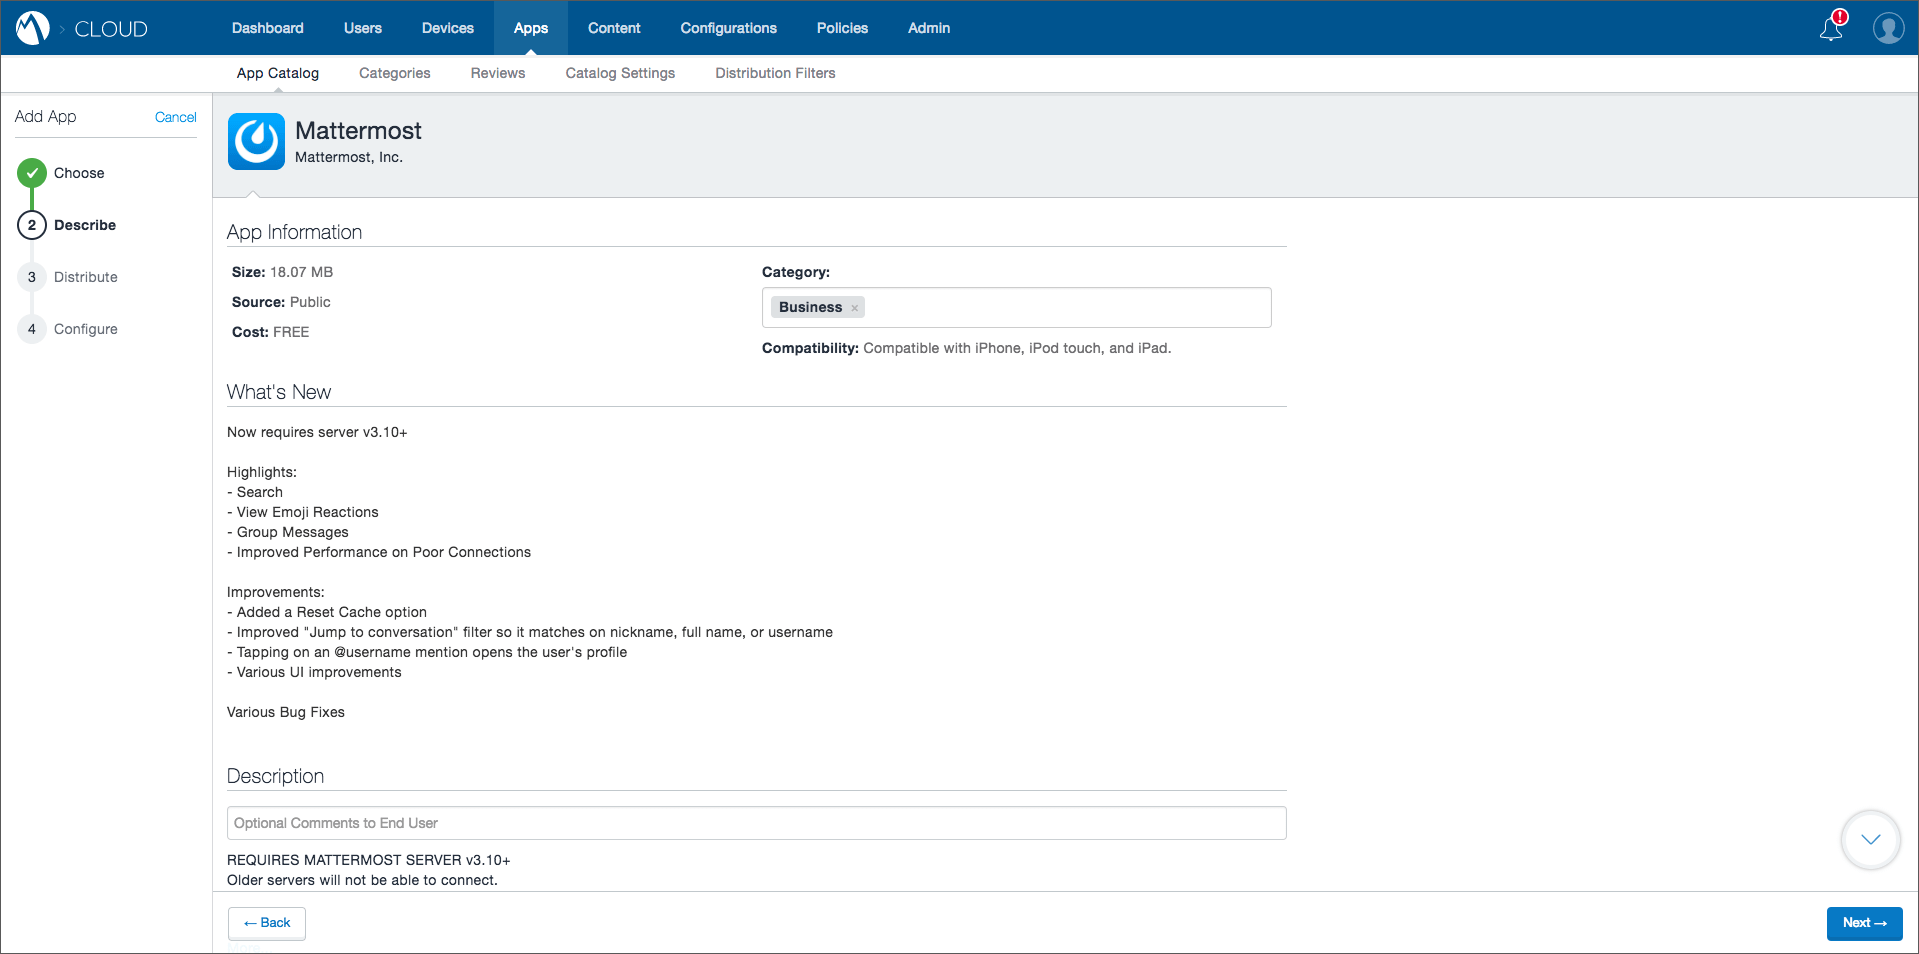 CLOUD
Dashboard
Users
Devices
Apps
Content
Configurations
Policies
Admin
!
App Catalog
Categories
Reviews
Catalog Settings
Distribution Filters
Add App
Cancel
Choose
2 Describe
3 Distribute
4 Configure
Mattermost
Mattermost, Inc.
App Information
Size: 18.07 MB
Source: Public
Cost: FREE
Category:
Business ×
Compatibility: Compatible with iPhone, iPod touch, and iPad.
What's New
Now requires server v3.10+
Highlights:
- Search
- View Emoji Reactions
- Group Messages
- Improved Performance on Poor Connections
Improvements:
- Added a Reset Cache option
- Improved "Jump to conversation" filter so it matches on nickname, full name, or username
- Tapping on an @username mention opens the user's profile
- Various UI improvements
Various Bug Fixes
Description
Optional Comments to End User
REQUIRES MATTERMOST SERVER v3.10+
Older servers will not be able to connect.
← Back
Next →
More